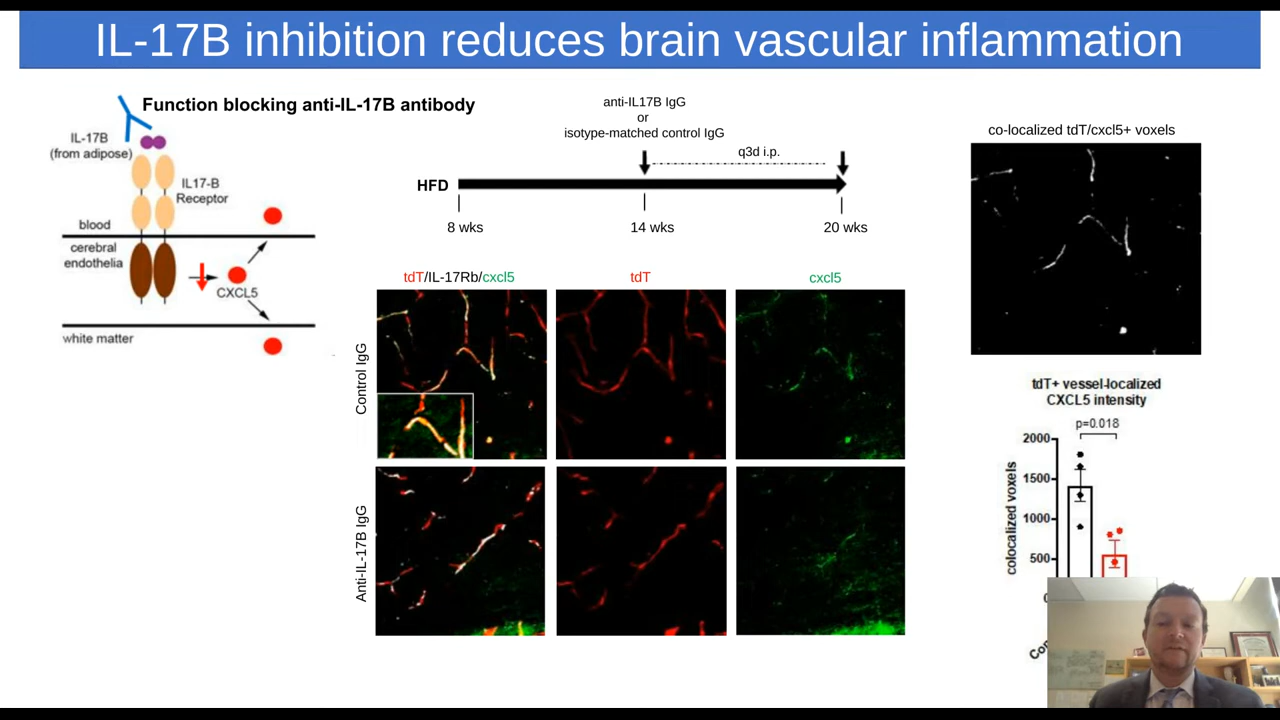 IL-17B inhibition reduces brain vascular inflammation
Function blocking anti-IL-17B antibody
IL-17B
(from adipose)
IL17-B
Receptor
blood
cerebral
endothelia
CXCL5
white matter
anti-IL17B IgG
or
isotype-matched control IgG
q3d i.p.
HFD
8 wks
14 wks
20 wks
tdT/IL-17Rb/cxcl5
tdT
cxcl5
Control IgG
Anti-IL-17B IgG
co-localized tdT/cxcl5+ voxels
tdT+ vessel-localized
CXCL5 intensity
p=0.018
2000
1500
1000
500
colocalized voxels